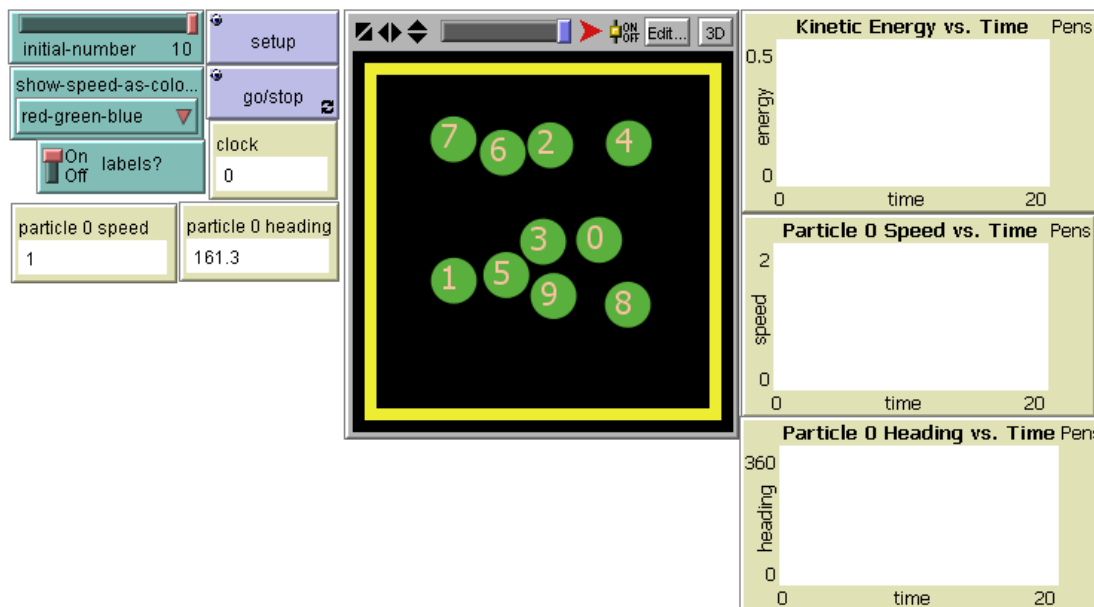 initial-number 10
setup
show-speed-as-colo...
red-green-blue
go/stop
On
Off
labels?
clock
0
particle 0 speed
1
particle 0 heading
161.3
ON
OFF
Edit...
3D
7
6
2
4
3
0
1
5
9
8
Kinetic Energy vs. Time Pens
0.5
energy
0
0 time 20
Particle 0 Speed vs. Time Pens
2
speed
0
0 time 20
Particle 0 Heading vs. Time Pens
360
heading
0
0 time 20